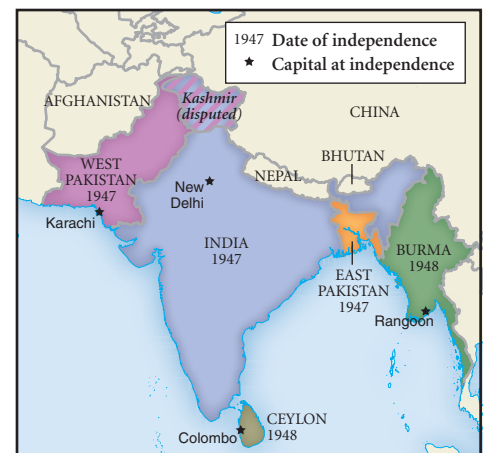 1947 Date of independence
★ Capital at independence
AFGHANISTAN
Kashmir
(disputed)
CHINA
WEST
PAKISTAN
1947
BHUTAN
NEPAL
New
Delhi
Karachi
INDIA
1947
BURMA
1948
EAST
PAKISTAN
1947
Rangoon
CEYLON
1948
Colombo